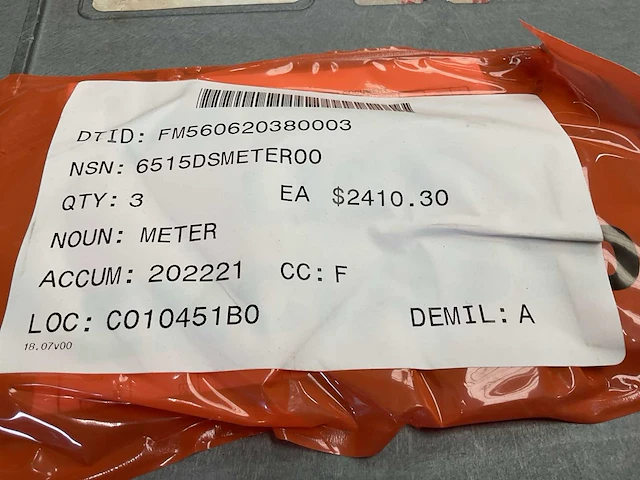 DTID: FM560620380003
NSN: 6515DSMETER00
QTY: 3 EA $2410.30
NOUN: METER
ACCUM: 202221 CC: F
LOC: C010451B0 DEMIL: A
18.07v00